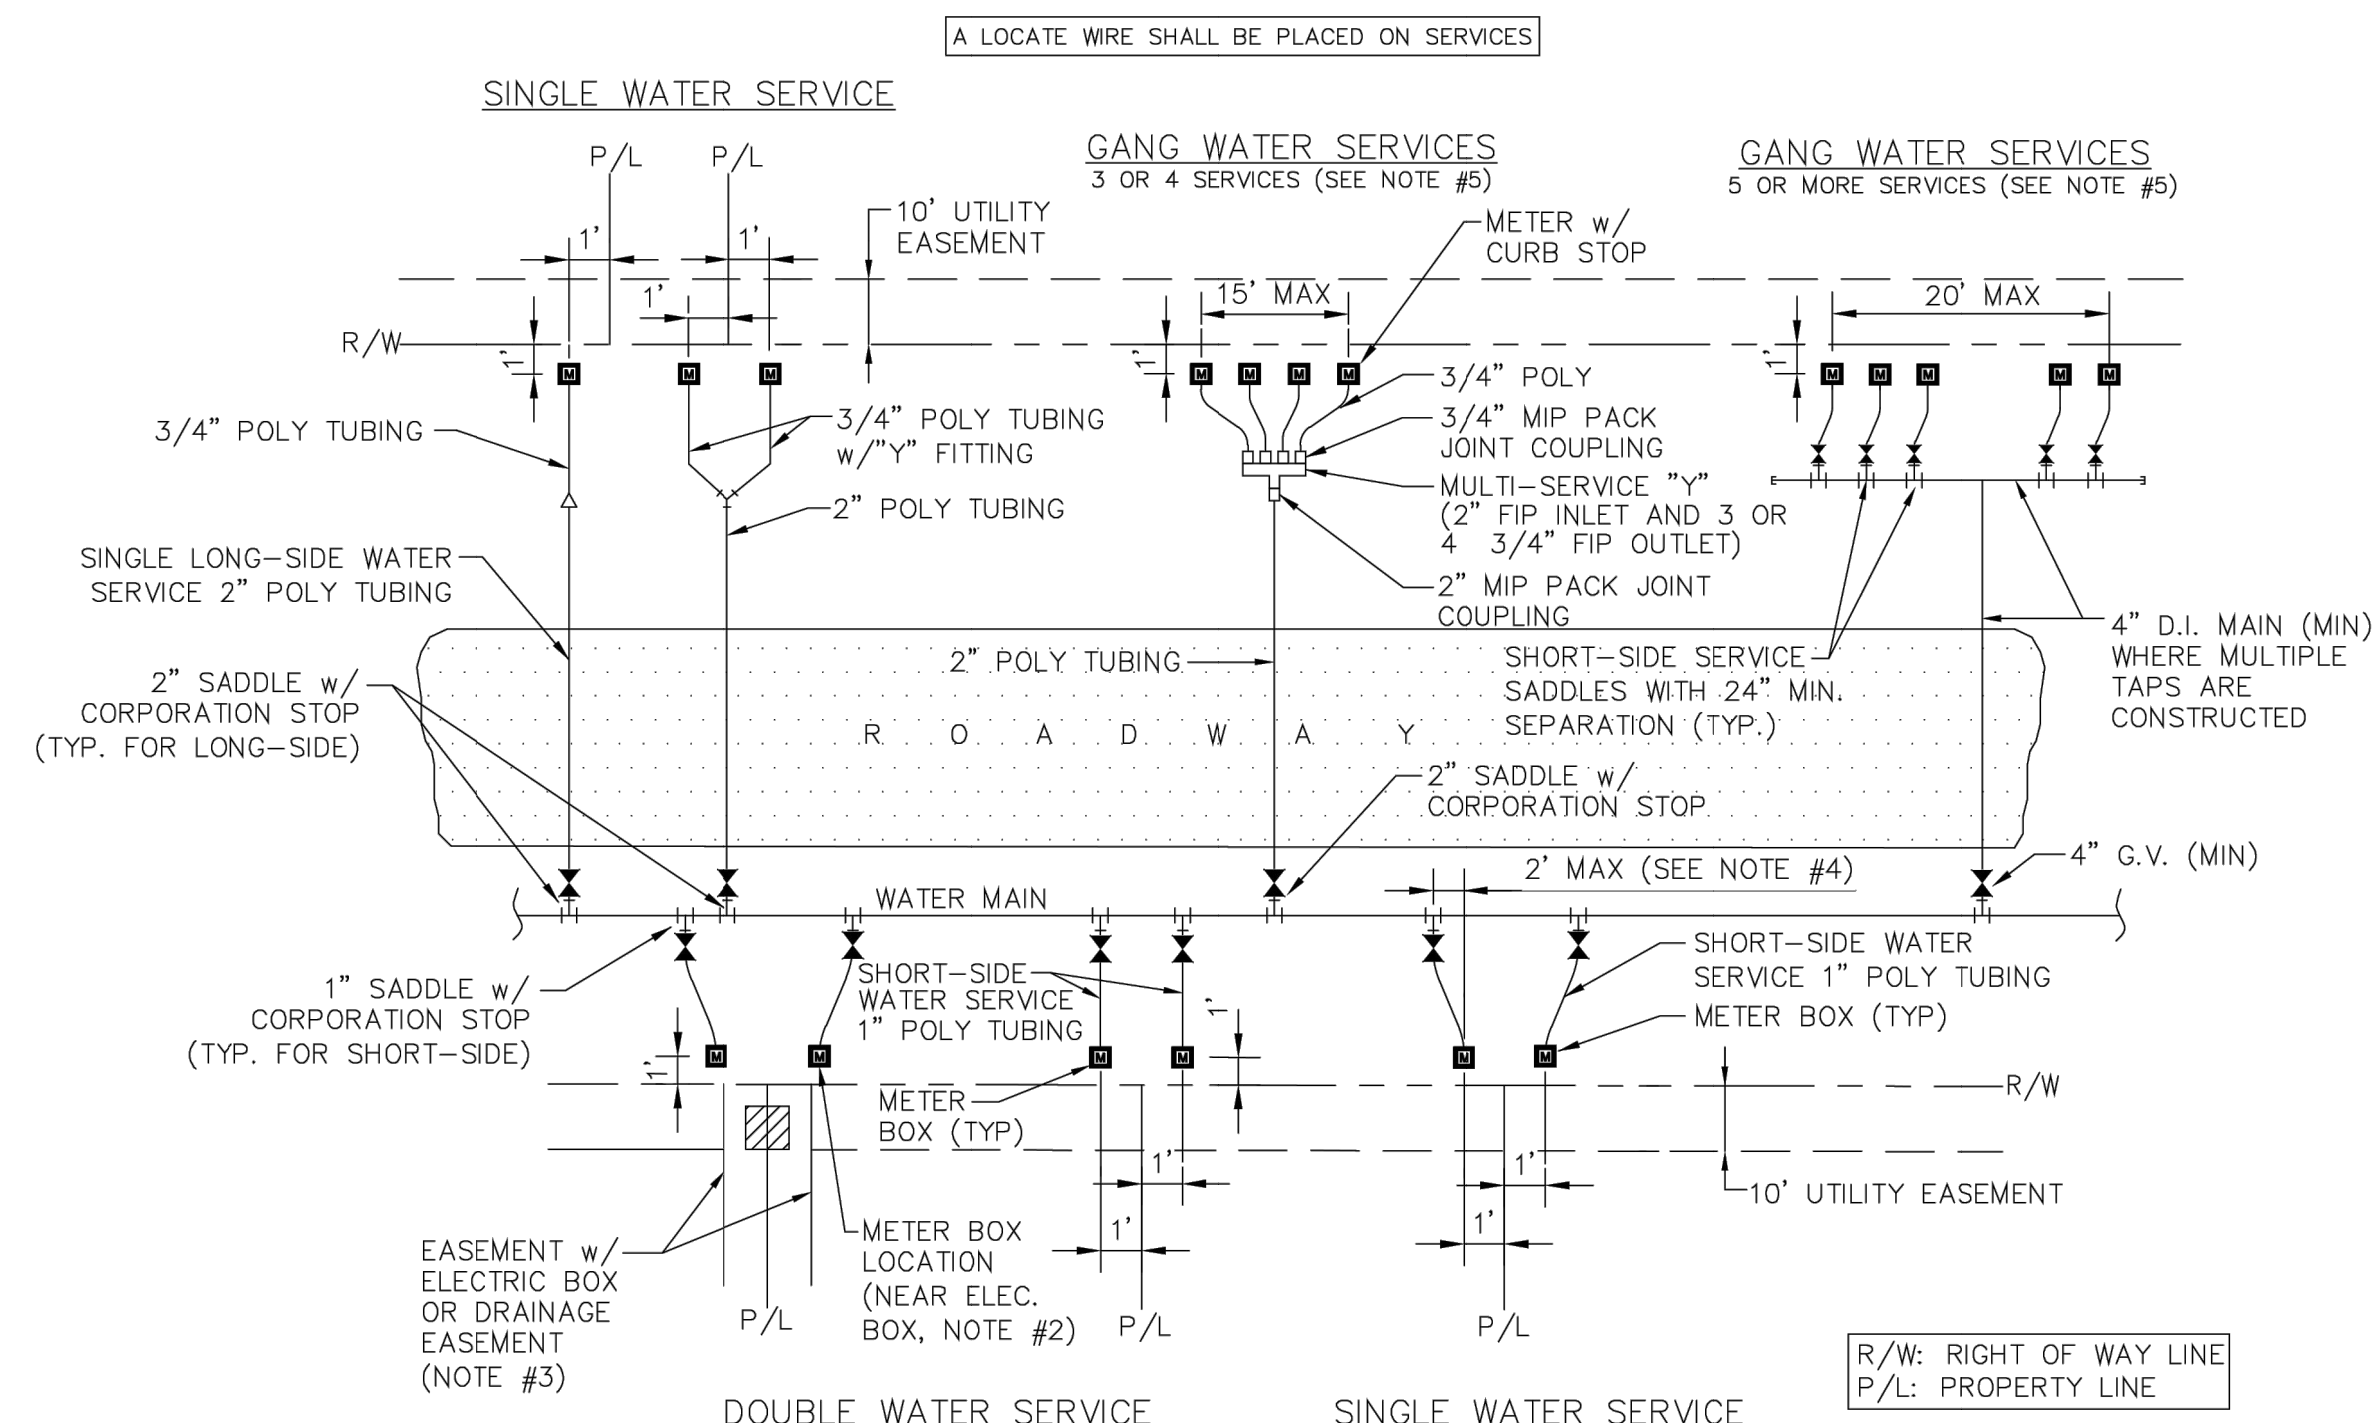 A LOCATE WIRE SHALL BE PLACED ON SERVICES
SINGLE WATER SERVICE
GANG WATER SERVICES
3 OR 4 SERVICES (SEE NOTE #5)
GANG WATER SERVICES
5 OR MORE SERVICES (SEE NOTE #5)
P/L
P/L
1'
1'
1'
10' UTILITY
EASEMENT
METER w/
CURB STOP
15' MAX
20' MAX
R/W
1'
1'
1'
M
M
M
M
M
M
M
M
M
M
M
M
3/4" POLY TUBING
3/4" POLY TUBING
w/"Y" FITTING
2" POLY TUBING
3/4" POLY
3/4" MIP PACK
JOINT COUPLING
MULTI-SERVICE "Y"
(2" FIP INLET AND 3 OR
4 3/4" FIP OUTLET)
2" MIP PACK JOINT
COUPLING
SINGLE LONG-SIDE WATER
SERVICE 2" POLY TUBING
2" SADDLE w/
CORPORATION STOP
(TYP. FOR LONG-SIDE)
2" POLY TUBING
SHORT-SIDE SERVICE
SADDLES WITH 24" MIN.
SEPARATION (TYP.)
4" D.I. MAIN (MIN)
WHERE MULTIPLE
TAPS ARE
CONSTRUCTED
ROADWAY
2" SADDLE w/
CORPORATION STOP
4" G.V. (MIN)
2' MAX (SEE NOTE #4)
WATER MAIN
1" SADDLE w/
CORPORATION STOP
(TYP. FOR SHORT-SIDE)
SHORT-SIDE
WATER SERVICE
1" POLY TUBING
SHORT-SIDE WATER
SERVICE 1" POLY TUBING
METER BOX (TYP)
1'
1'
M
M
M
M
M
M
METER
BOX (TYP)
R/W
10' UTILITY EASEMENT
1'
1'
1'
1'
EASEMENT w/
ELECTRIC BOX
OR DRAINAGE
EASEMENT
(NOTE #3)
METER BOX
LOCATION
(NEAR ELEC.
BOX, NOTE #2)
P/L
P/L
P/L
R/W: RIGHT OF WAY LINE
P/L: PROPERTY LINE
DOUBLE WATER SERVICE
SINGLE WATER SERVICE